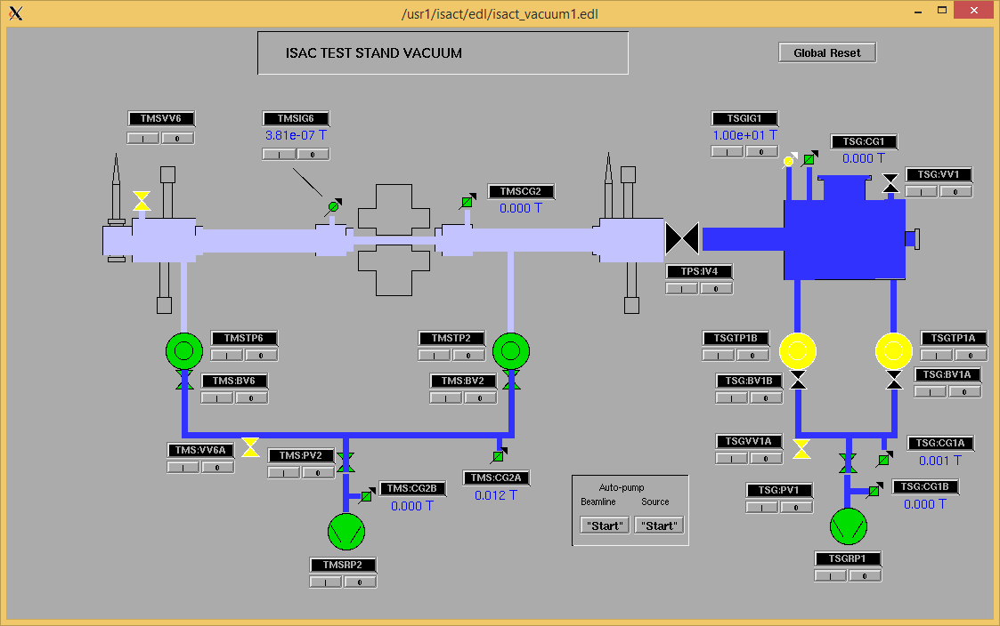 /usr1/isact/edl/isact_vacuum1.edl
ISAC TEST STAND VACUUM
Global Reset
TMSVV6
I 0
TMSIG6
3.81e-07 T
I 0
TSGIG1
1.00e+01 T
I 0
TSG:CG1
0.000 T
TSG:VV1
I 0
TMSCG2
0.000 T
TPS:IV4
I 0
TMSTP6
I 0
TMS:BV6
I 0
TMSTP2
I 0
TMS:BV2
I 0
TSGTP1B
I 0
TSG:BV1B
I 0
TSGTP1A
I 0
TSG:BV1A
I 0
TMS:VV6A
I 0
TMS:PV2
I 0
TMS:CG2B
0.000 T
TMS:CG2A
0.012 T
TSGVV1A
I 0
TSG:CG1A
0.001 T
TSG:PV1
I 0
TSG:CG1B
0.000 T
Auto-pump
Beamline Source
"Start" "Start"
TMSRP2
I 0
TSGRP1
I 0